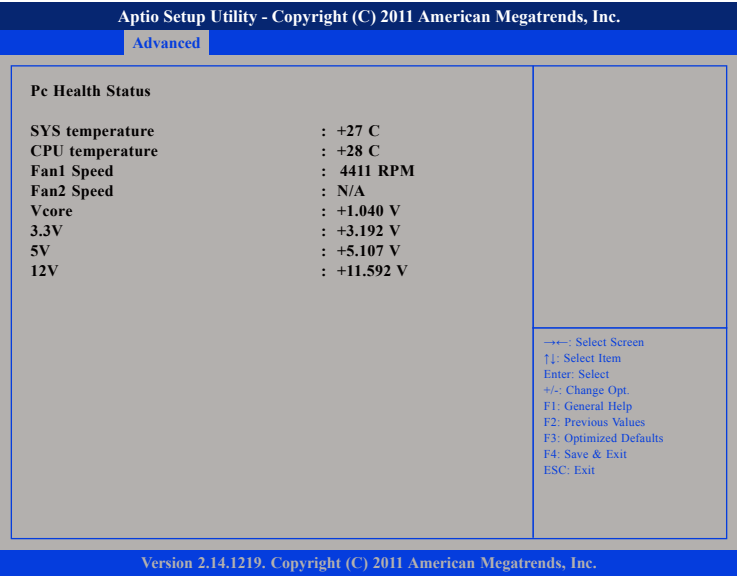 Aptio Setup Utility - Copyright (C) 2011 American Megatrends, Inc.
Advanced
Pc Health Status
SYS temperature : +27 C
CPU temperature : +28 C
Fan1 Speed : 4411 RPM
Fan2 Speed : N/A
Vcore : +1.040 V
3.3V : +3.192 V
5V : +5.107 V
12V : +11.592 V
→←: Select Screen
↑↓: Select Item
Enter: Select
+/-: Change Opt.
F1: General Help
F2: Previous Values
F3: Optimized Defaults
F4: Save & Exit
ESC: Exit
Version 2.14.1219. Copyright (C) 2011 American Megatrends, Inc.